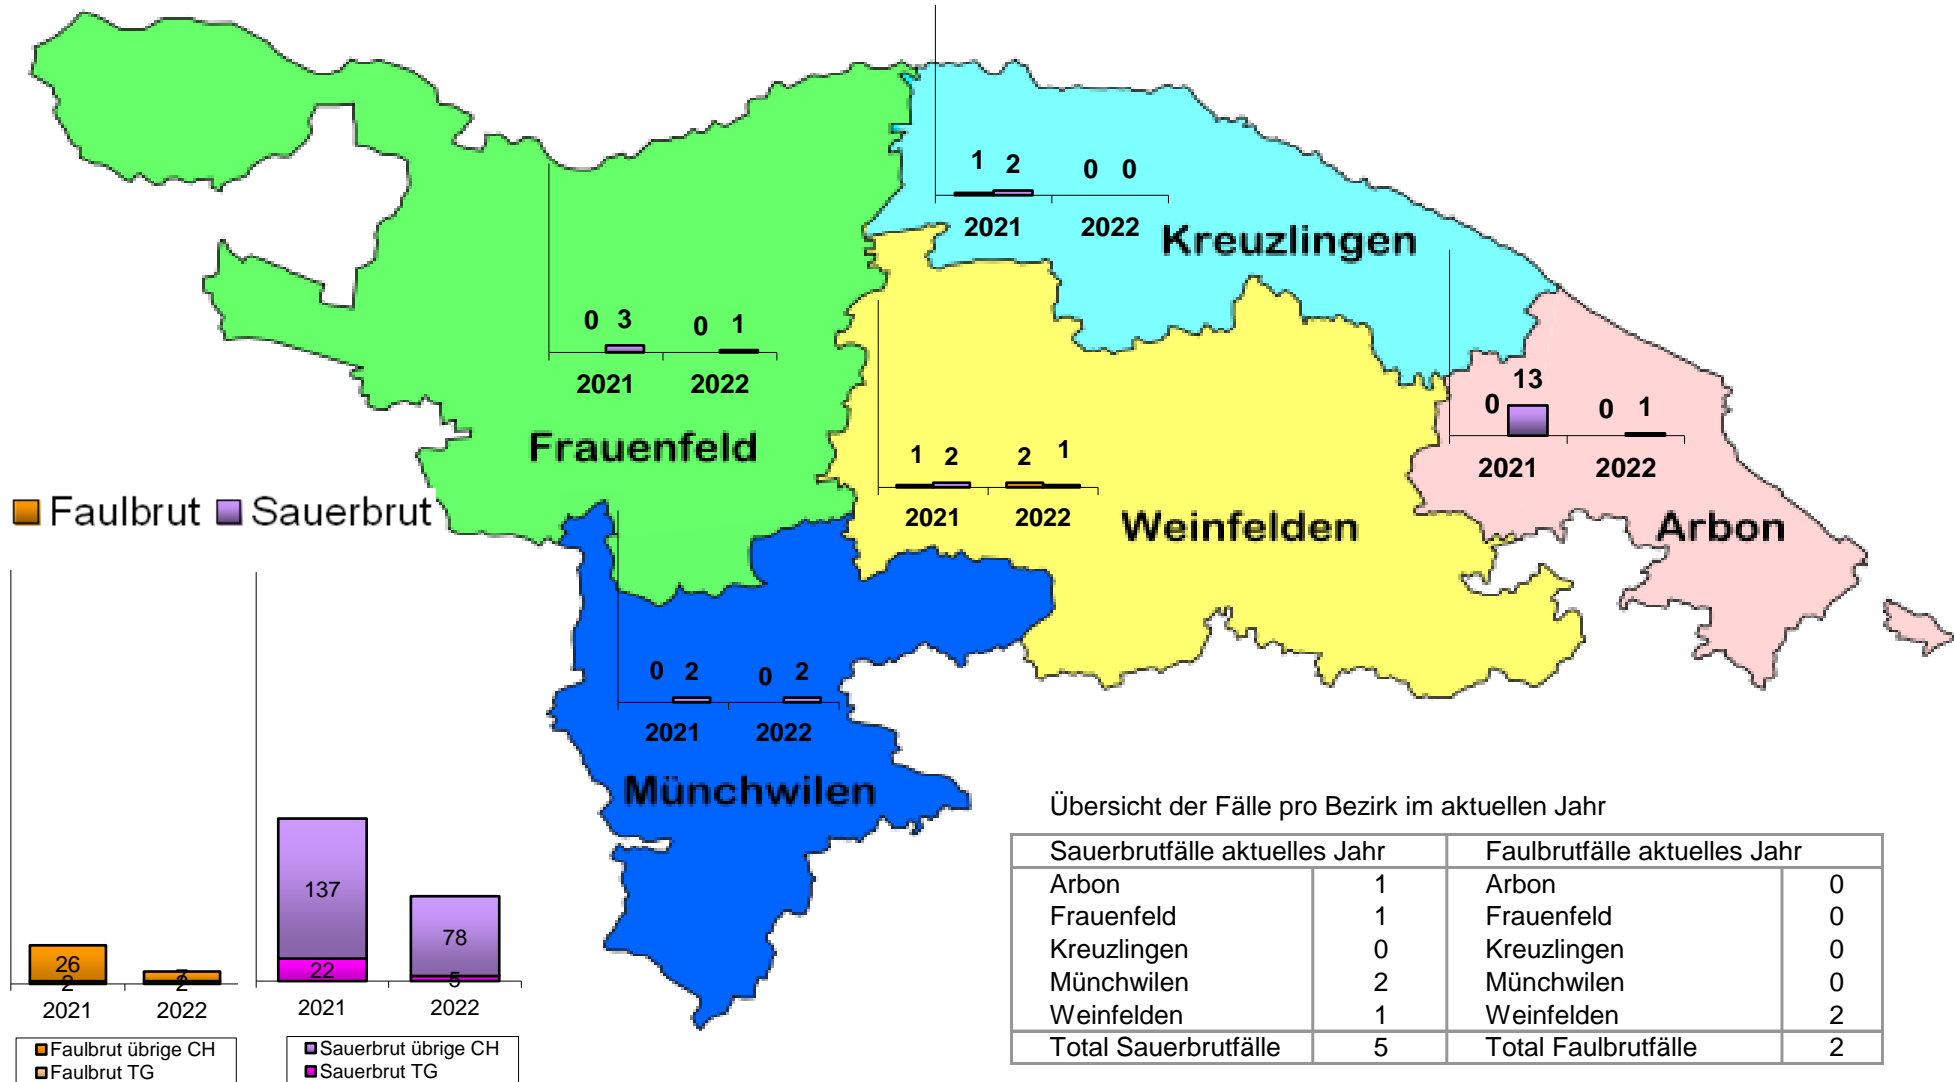 1 2 0 0
2021 2022
Kreuzlingen
0 3 0 1
2021 2022
Frauenfeld
0 13 0 1
2021 2022
Arbon
1 2 2 1
2021 2022
Weinfelden
Faulbrut Sauerbrut
0 2 0 2
2021 2022
Münchwilen
26 7
2 2
2021 2022
Faulbrut übrige CH
Faulbrut TG
137 78
22 5
2021 2022
Sauerbrut übrige CH
Sauerbrut TG
Übersicht der Fälle pro Bezirk im aktuellen Jahr
Sauerbrutfälle aktuelles Jahr Faulbrutfälle aktuelles Jahr
Arbon 1 Arbon 0
Frauenfeld 1 Frauenfeld 0
Kreuzlingen 0 Kreuzlingen 0
Münchwilen 2 Münchwilen 0
Weinfelden 1 Weinfelden 2
Total Sauerbrutfälle 5 Total Faulbrutfälle 2